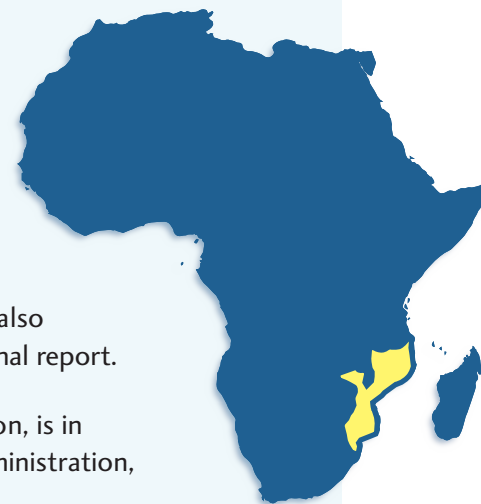 also
nal report.
on, is in
ministration,